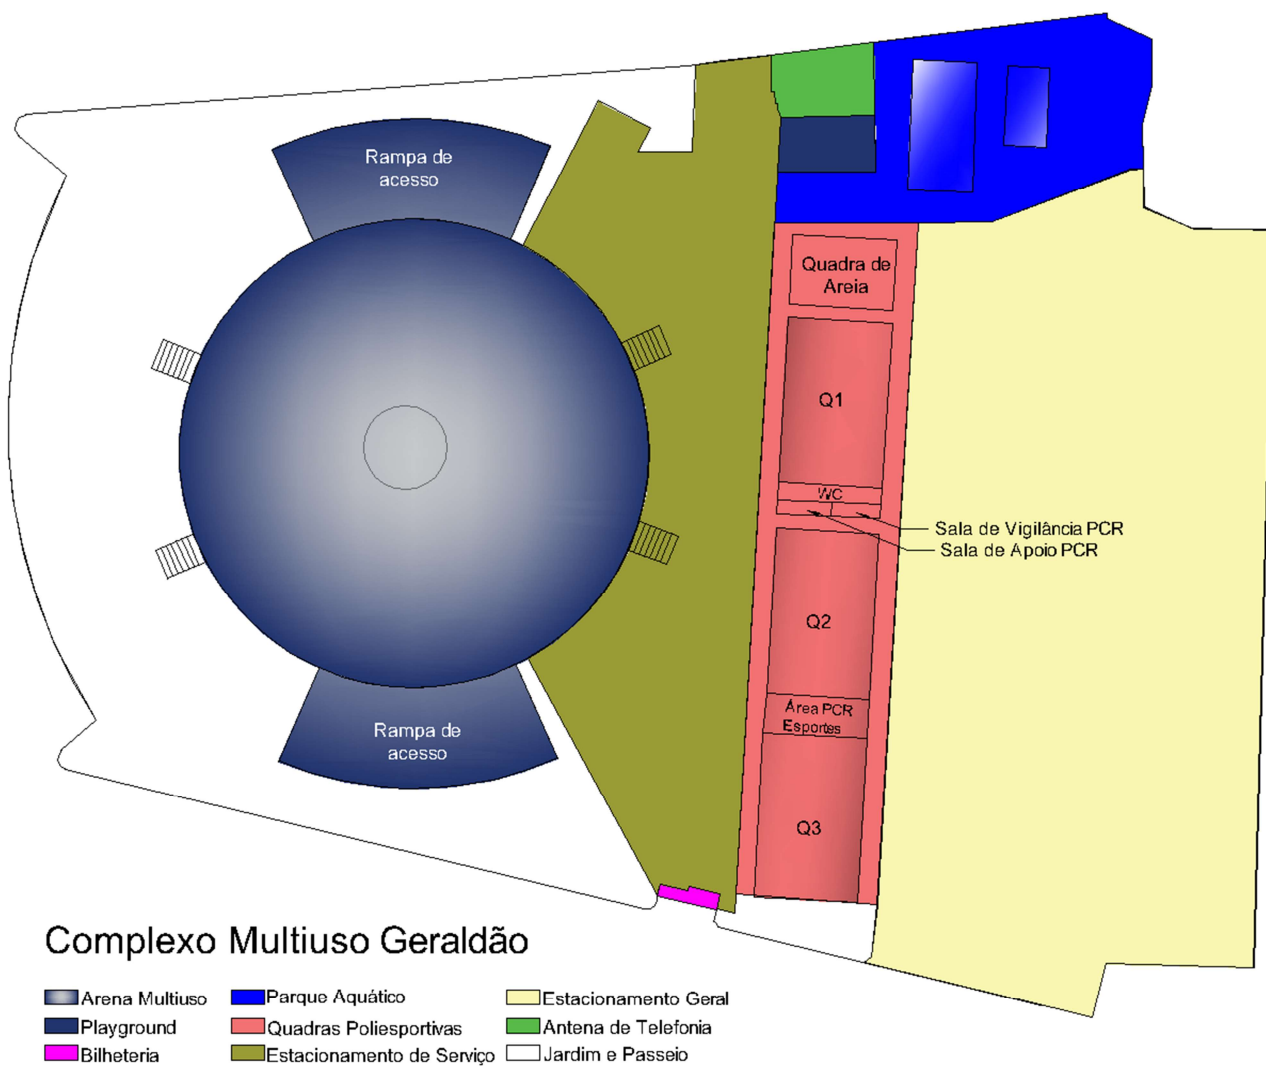 Rampa de
acesso
Quadra de
Areia
Q1
WC
Sala de Vigilância PCR
Sala de Apoio PCR
Q2
Área PCR
Esportes
Rampa de
acesso
Q3
Complexo Multiuso Geraldão
Arena Multiuso
Parque Aquático
Estacionamento Geral
Playground
Quadras Poliesportivas
Antena de Telefonia
Bilheteria
Estacionamento de Serviço
Jardim e Passeio